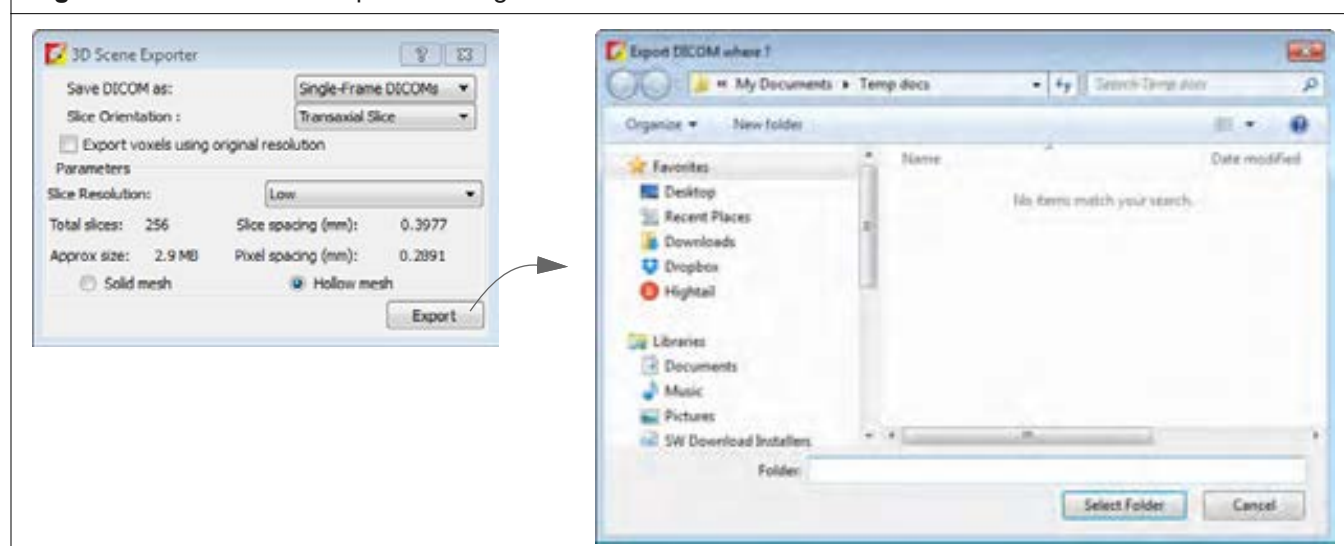 3D Scene Exporter
Save DICOM as: Single-Frame DICOMs
Slice Orientation : Transaxial Slice
Export voxels using original resolution
Parameters
Slice Resolution: Low
Total slices: 256 Slice spacing (mm): 0.3977
Approx size: 2.9 MB Pixel spacing (mm): 0.2891
Solid mesh Hollow mesh
Export
Export DICOM where ?
« My Documents ▸ Temp docs Search Temp docs
Organize New folder
Favorites
Desktop
Recent Places
Downloads
Dropbox
Hightail
Libraries
Documents
Music
Pictures
SW Download Installers
Name Date modified
No items match your search.
Folder:
Select Folder Cancel